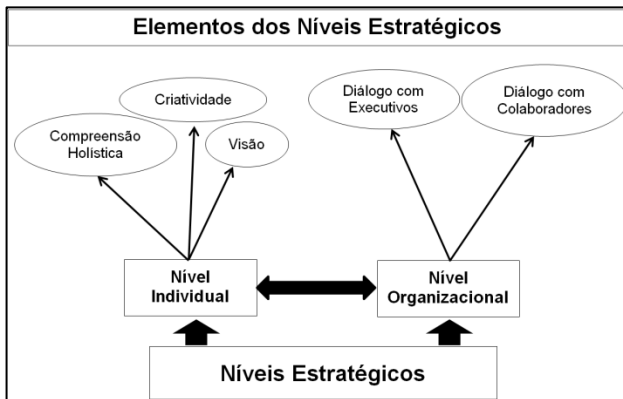 Elementos dos Níveis Estratégicos
Criatividade
Compreensão
Holística
Visão
Diálogo com
Executivos
Diálogo com
Colaboradores
Nível
Individual
Nível
Organizacional
Níveis Estratégicos